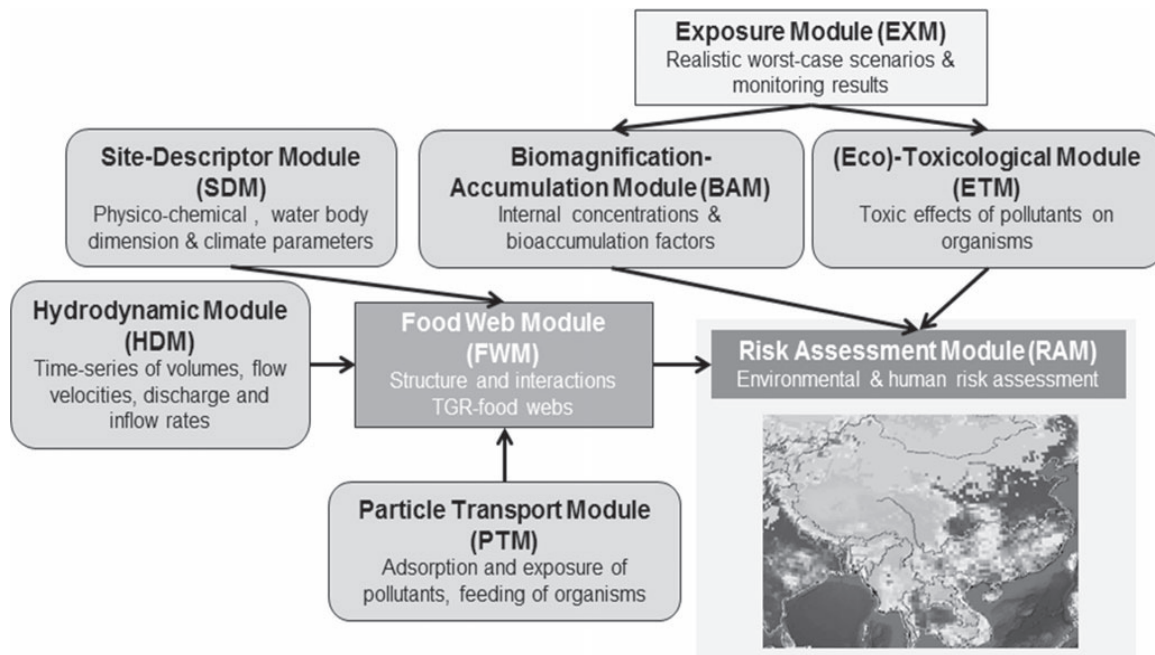 Exposure Module (EXM)
Realistic worst-case scenarios &
monitoring results
Site-Descriptor Module
(SDM)
Physico-chemical , water body
dimension & climate parameters
Biomagnification-
Accumulation Module (BAM)
Internal concentrations &
bioaccumulation factors
(Eco)-Toxicological Module
(ETM)
Toxic effects of pollutants on
organisms
Hydrodynamic Module
(HDM)
Time-series of volumes, flow
velocities, discharge and
inflow rates
Food Web Module
(FWM)
Structure and interactions
TGR-food webs
Risk Assessment Module (RAM)
Environmental & human risk assessment
Particle Transport Module
(PTM)
Adsorption and exposure of
pollutants, feeding of organisms